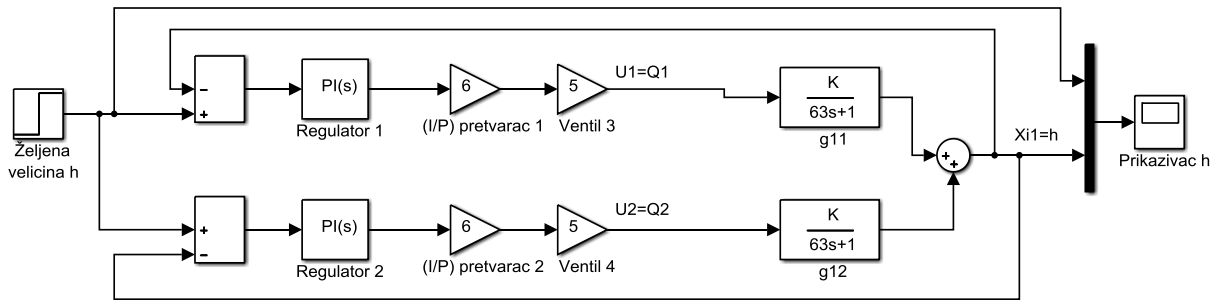 −
+
PI(s)
Regulator 1
6
(I/P) pretvarac 1
5
Ventil 3
U1=Q1
K
63s+1
g11
Željena
velicina h
+
+
Xi1=h
Prikazivac h
+
−
PI(s)
Regulator 2
6
(I/P) pretvarac 2
5
Ventil 4
U2=Q2
K
63s+1
g12